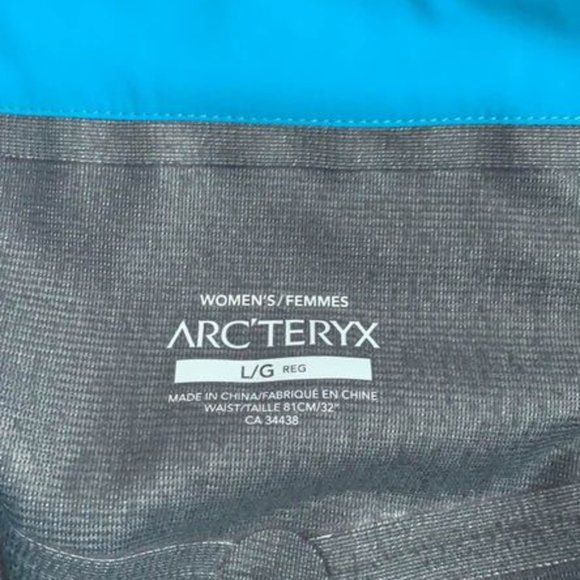 WOMEN'S/FEMMES
ARC'TERYX
L/G REG
MADE IN CHINA/FABRIQUÉ EN CHINE
WAIST/TAILLE 81CM/32"
CA 34438